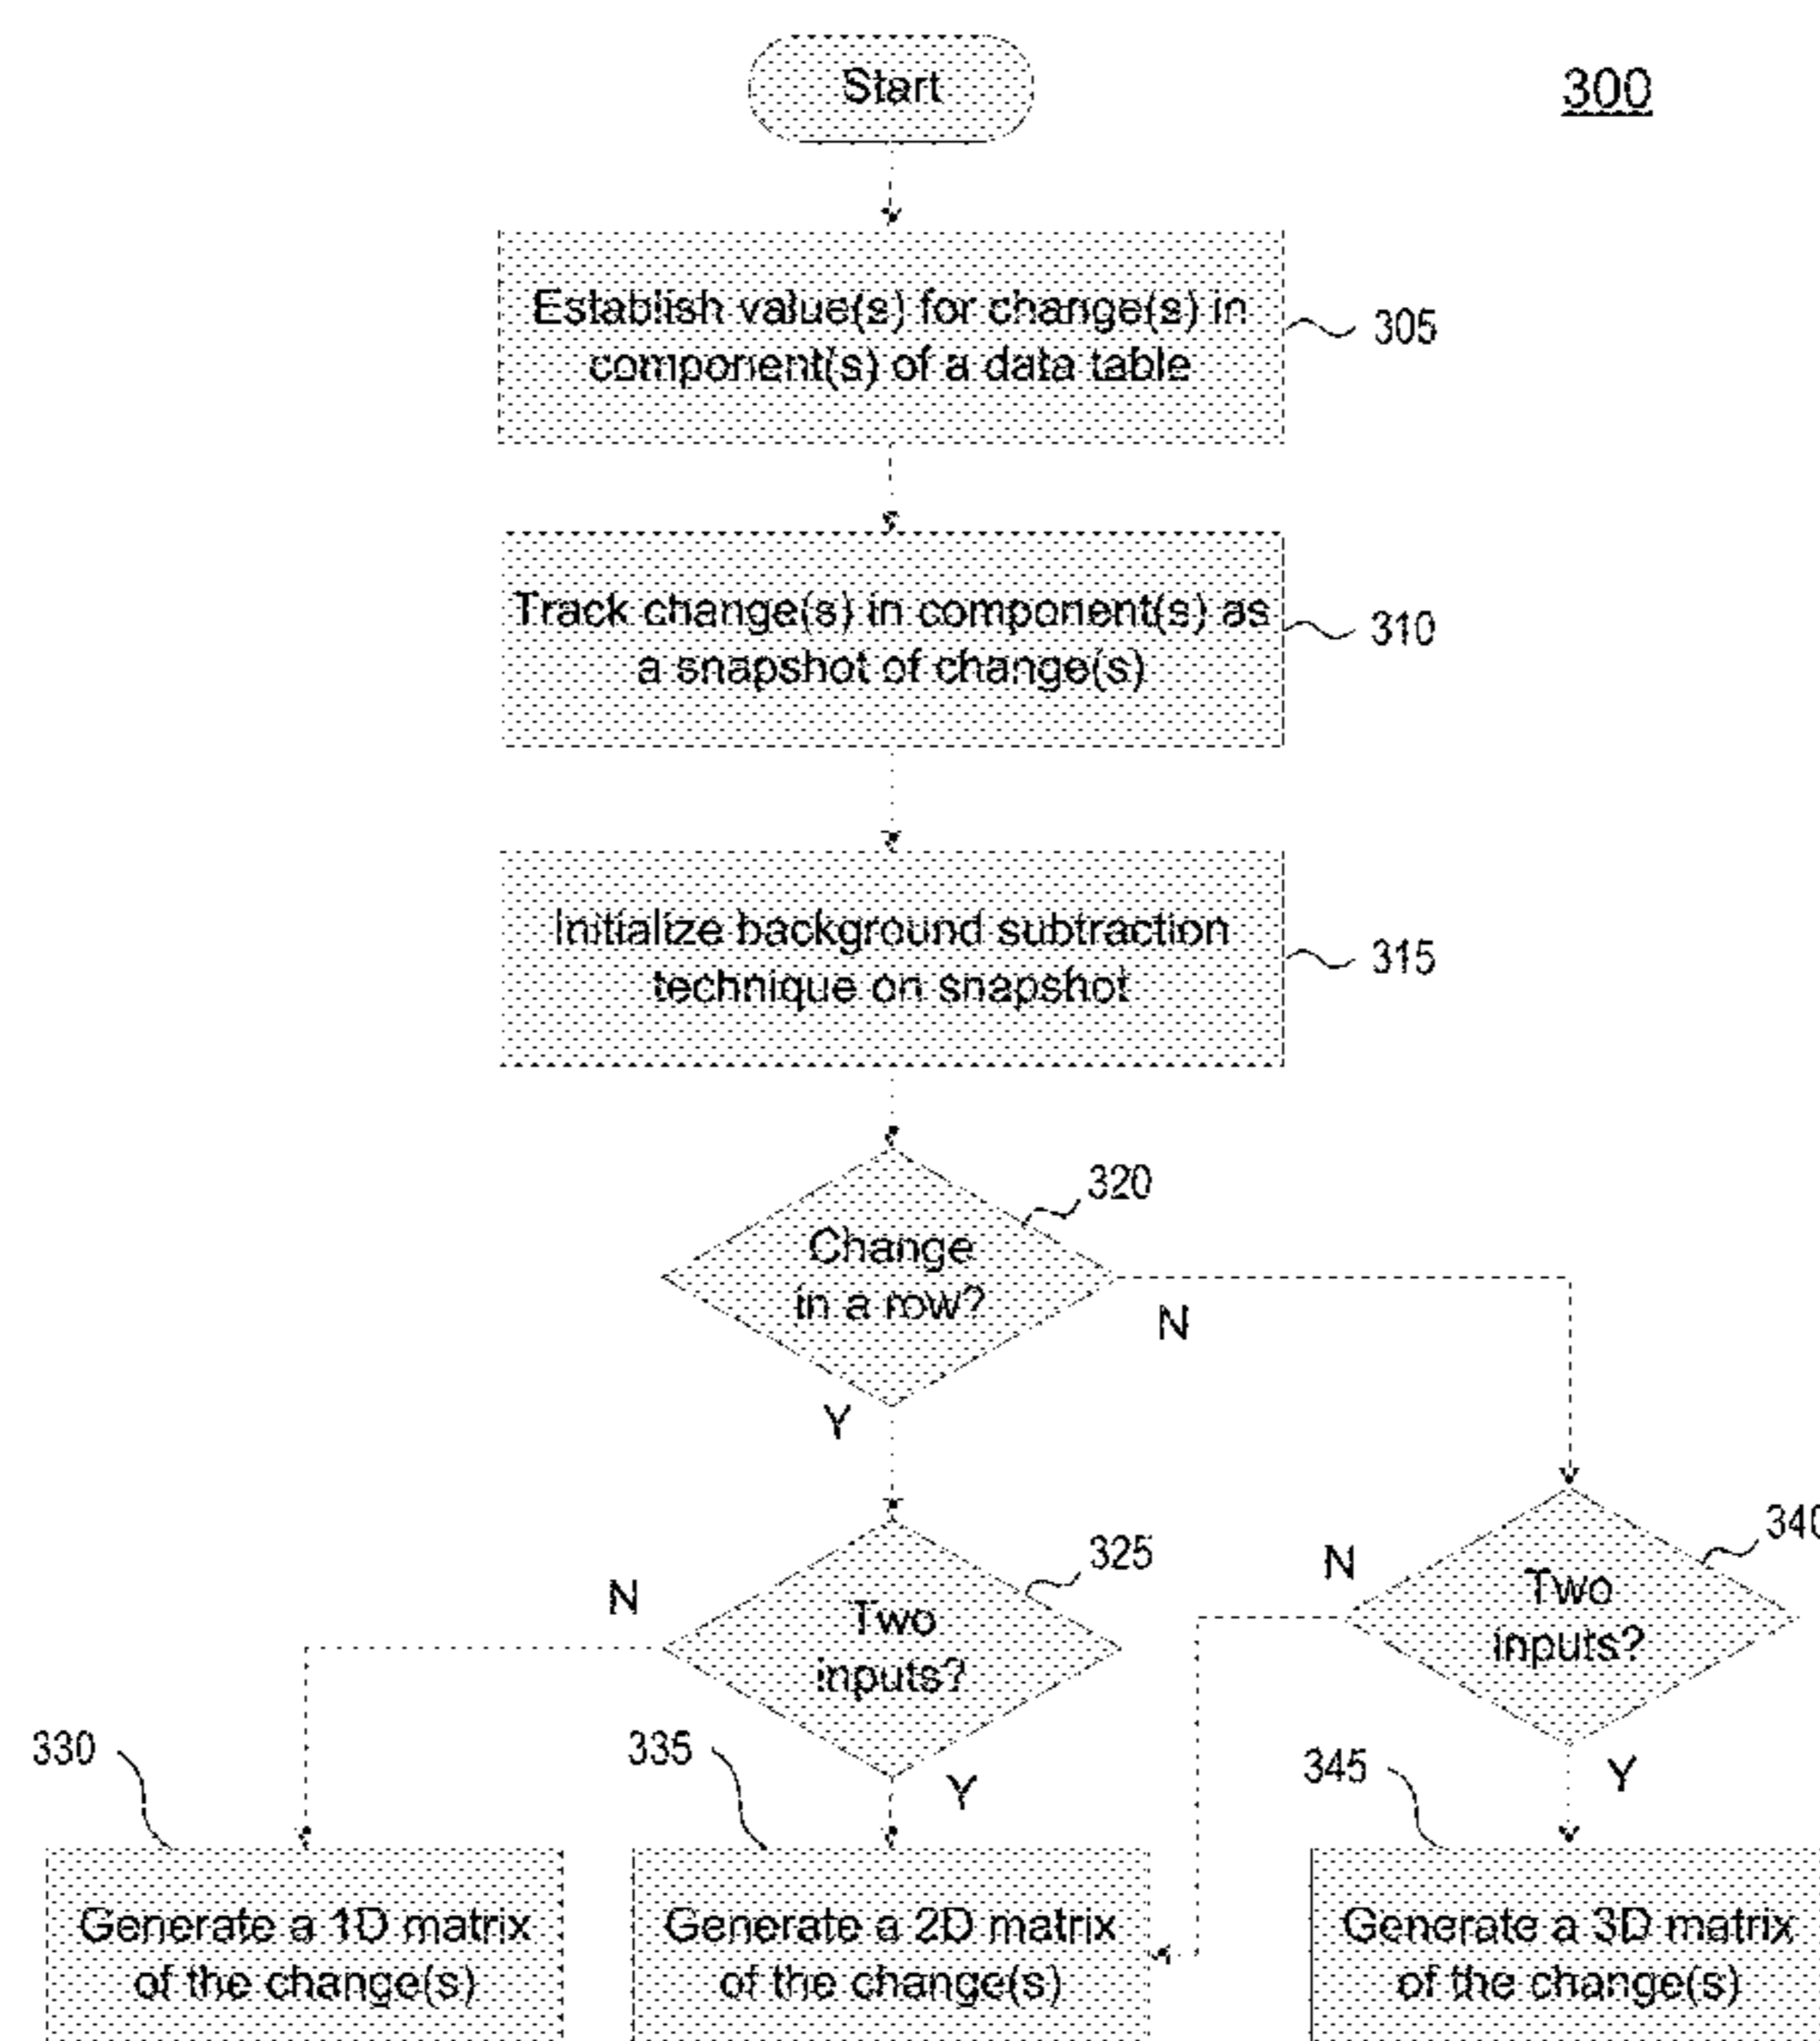 Start
300
Establish value(s) for change(s) in
component(s) of a data table
305
Track change(s) in component(s) as
a snapshot of change(s)
310
Initialize background subtraction
technique on snapshot
315
320
Change
in a row?
N
Y
325
340
N
Two
inputs?
N
Two
inputs?
330
335
Y
345
Y
Generate a 1D matrix
of the change(s)
Generate a 2D matrix
of the change(s)
Generate a 3D matrix
of the change(s)